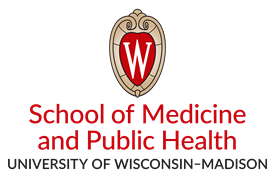 W
School of Medicine
and Public Health
UNIVERSITY OF WISCONSIN–MADISON